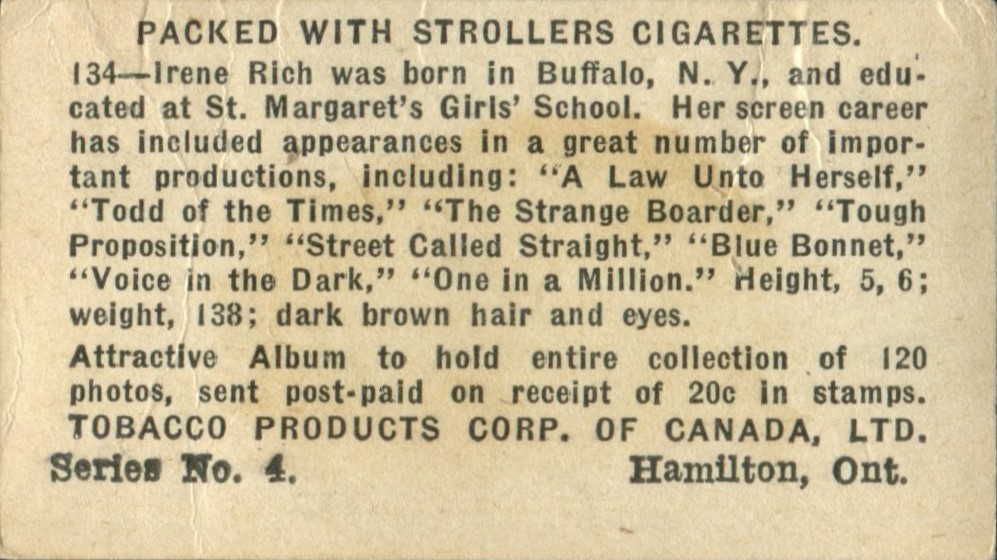 PACKED WITH STROLLERS CIGARETTES.
134—Irene Rich was born in Buffalo, N. Y., and edu-
cated at St. Margaret's Girls' School. Her screen career
has included appearances in a great number of impor-
tant productions, including: "A Law Unto Herself,"
"Todd of the Times," "The Strange Boarder," "Tough
Proposition," "Street Called Straight," "Blue Bonnet,"
"Voice in the Dark," "One in a Million." Height, 5, 6;
weight, 138; dark brown hair and eyes.
Attractive Album to hold entire collection of 120
photos, sent post-paid on receipt of 20c in stamps.
TOBACCO PRODUCTS CORP. OF CANADA, LTD.
Series No. 4. Hamilton, Ont.